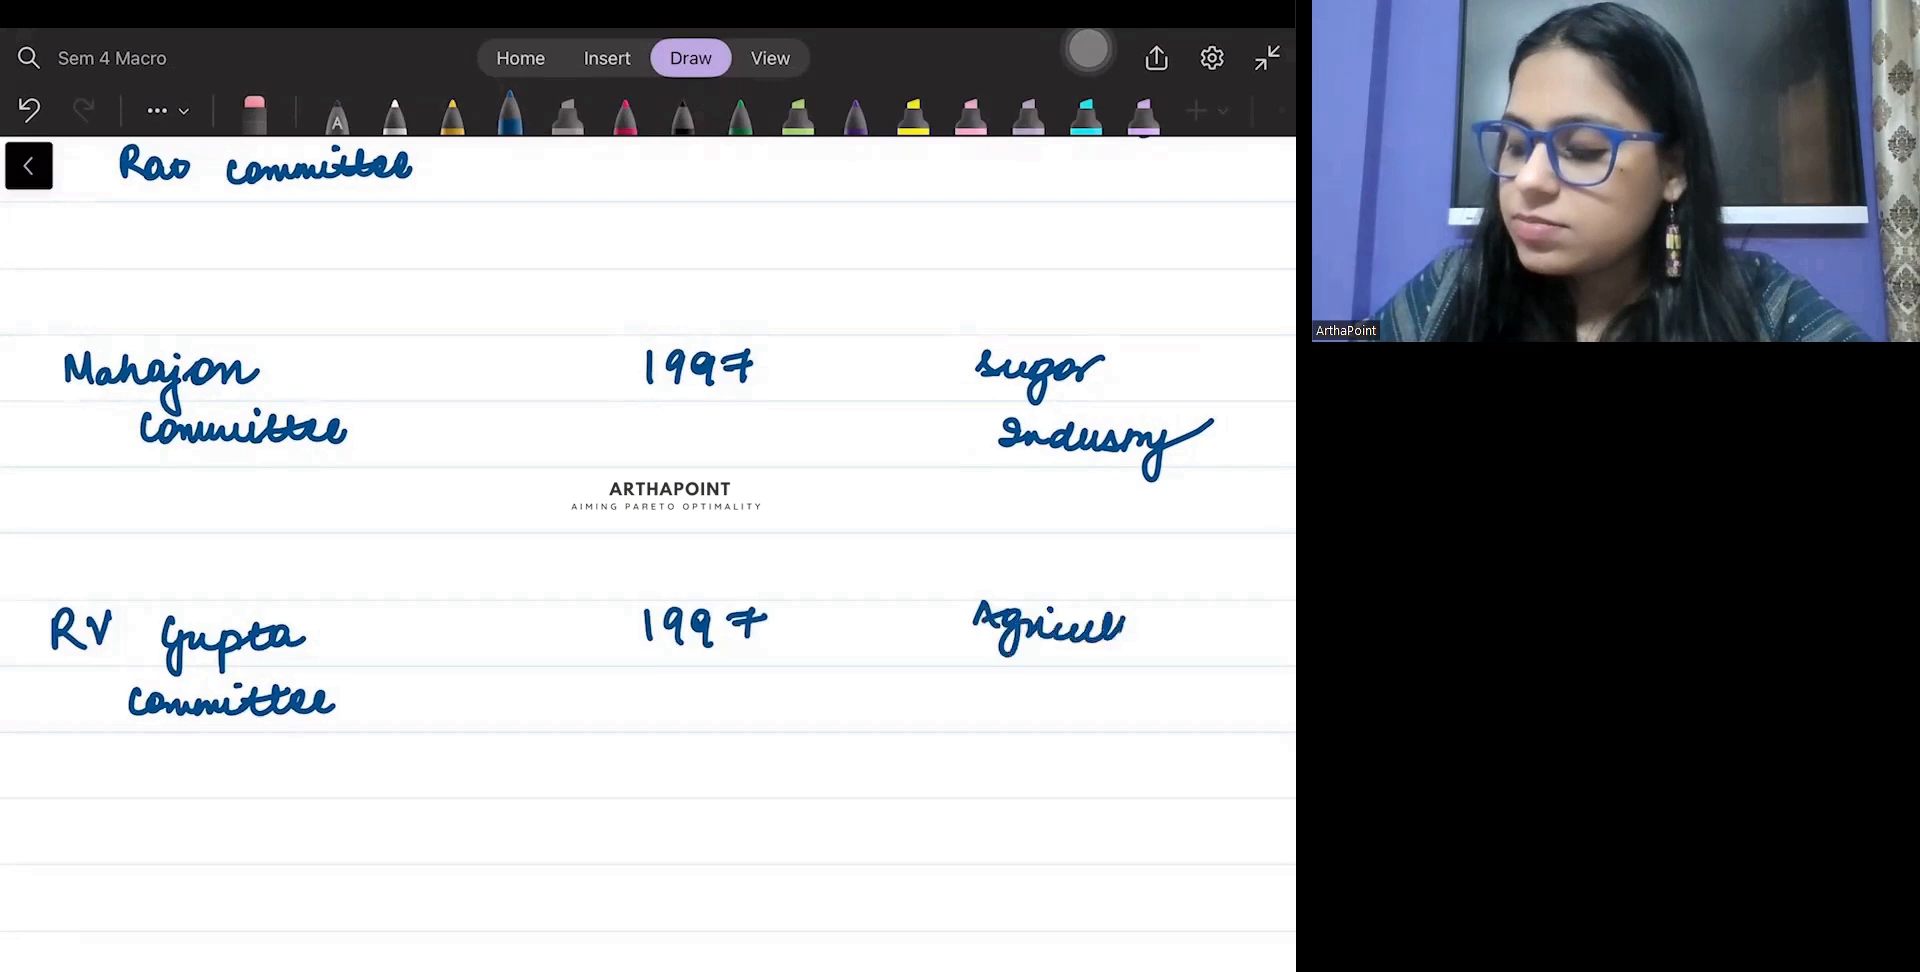 Sem 4 Macro
Home Insert Draw View
A
Rao Committee
Mahajan 1997 Sugar
Committee Industry
ARTHAPOINT
AIMING PARETO OPTIMALITY
RV Gupta 1997 Agricul
Committee
ArthaPoint